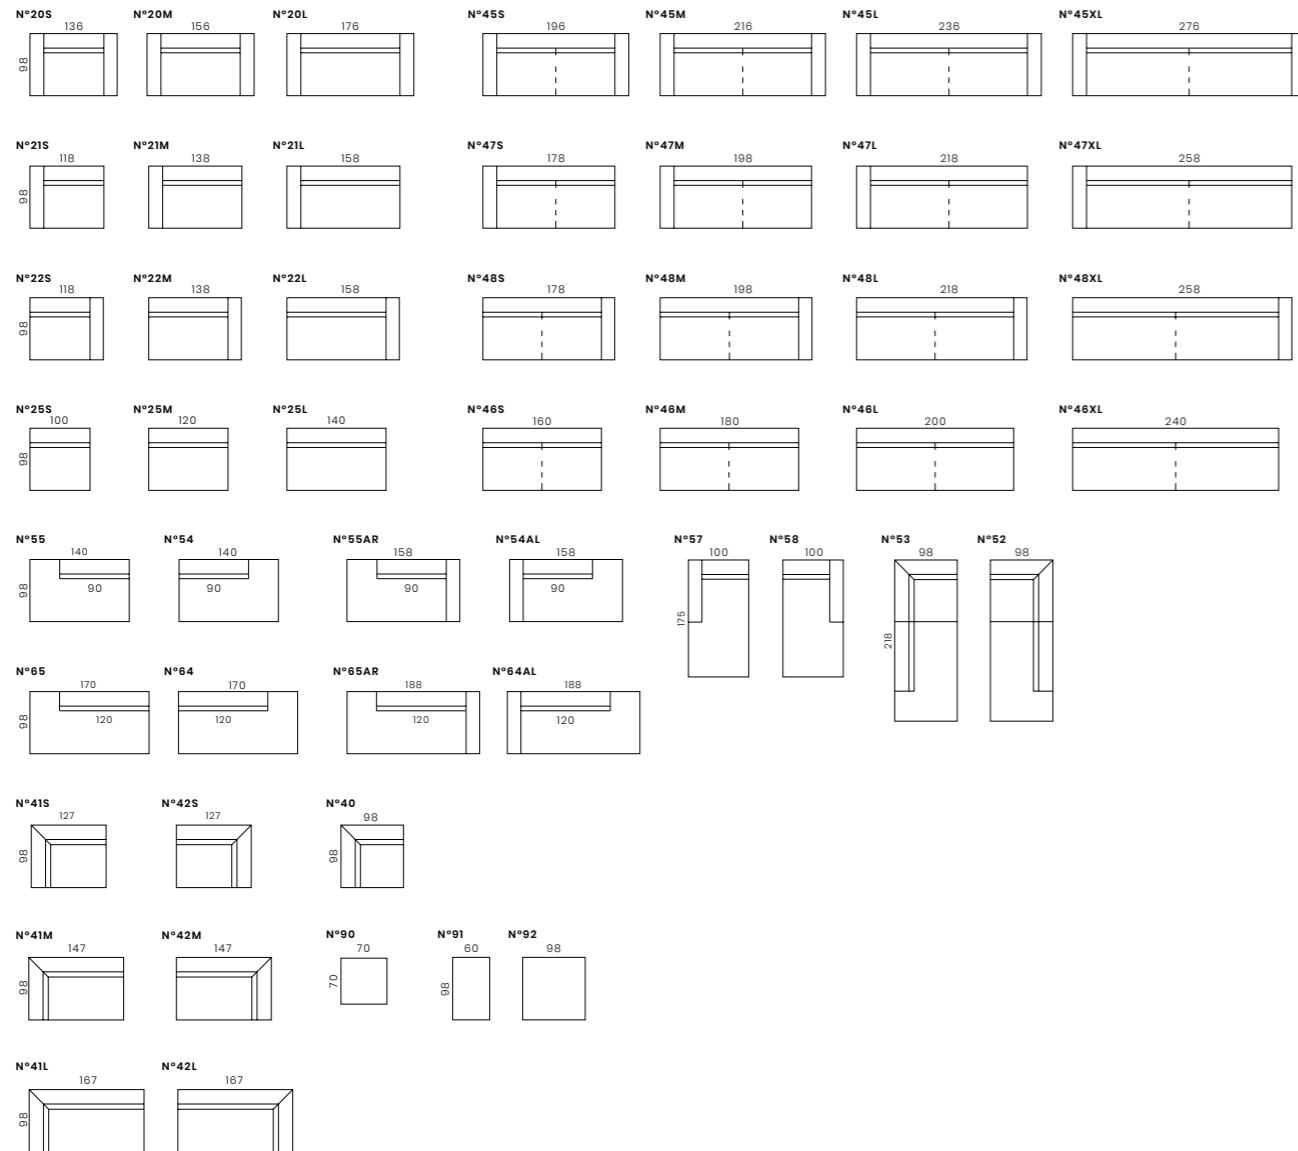 N°20S N°20M N°20L N°45S N°45M N°45L N°45XL
136 156 176 196 216 236 276
98
N°21S N°21M N°21L N°47S N°47M N°47L N°47XL
118 138 158 178 198 218 258
98
N°22S N°22M N°22L N°48S N°48M N°48L N°48XL
118 138 158 178 198 218 258
98
N°25S N°25M N°25L N°46S N°46M N°46L N°46XL
100 120 140 160 180 200 240
98
N°55 N°54 N°55AR N°54AL N°57 N°58 N°53 N°52
140 140 158 158 100 100 98 98
98 90 90 90 90 175 218
N°65 N°64 N°65AR N°64AL
170 170 188 188
98 120 120 120 120
N°41S N°42S N°40
127 127 98
98 98
N°41M N°42M N°90 N°91 N°92
147 147 70 60 98
98 70 98
N°41L N°42L
167 167
98